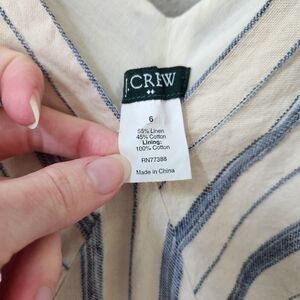 J.CREW
6
55% Linen
45% Cotton
Lining:
100% Cotton
RN77388
Made in China